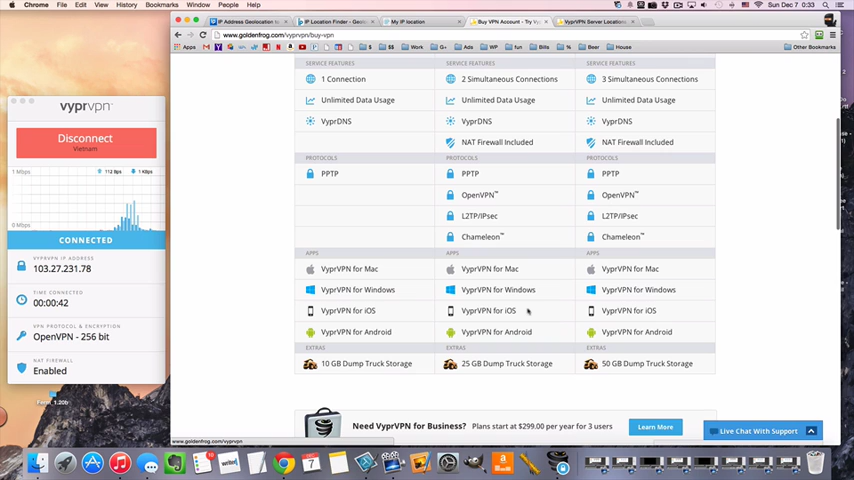 Chrome File Edit View History Bookmarks Window People Help
Sun Dec 7 0:33
IP Address Geolocation to
IP Location Finder - Geolo
My IP location
Buy VPN Account - Try Vy
VyprVPN Server Locations
www.goldenfrog.com/vyprvpn/buy-vpn
Apps $ $$ Work G+ Ads WP fun Bills Beer House Other Bookmarks
vyprvpn
Disconnect
Vietnam
1 Mbps 112 Bps 1 KBps
0 Mbps
CONNECTED
VYPRVPN IP ADDRESS
103.27.231.78
TIME CONNECTED
00:00:42
VPN PROTOCOL & ENCRYPTION
OpenVPN - 256 bit
NAT FIREWALL
Enabled
SERVICE FEATURES SERVICE FEATURES SERVICE FEATURES
1 Connection 2 Simultaneous Connections 3 Simultaneous Connections
Unlimited Data Usage Unlimited Data Usage Unlimited Data Usage
VyprDNS VyprDNS VyprDNS
NAT Firewall Included NAT Firewall Included
PROTOCOLS PROTOCOLS PROTOCOLS
PPTP PPTP PPTP
OpenVPN™ OpenVPN™
L2TP/IPsec L2TP/IPsec
Chameleon™ Chameleon™
APPS APPS APPS
VyprVPN for Mac VyprVPN for Mac VyprVPN for Mac
VyprVPN for Windows VyprVPN for Windows VyprVPN for Windows
VyprVPN for iOS VyprVPN for iOS VyprVPN for iOS
VyprVPN for Android VyprVPN for Android VyprVPN for Android
EXTRAS EXTRAS EXTRAS
10 GB Dump Truck Storage 25 GB Dump Truck Storage 50 GB Dump Truck Storage
Need VyprVPN for Business? Plans start at $299.00 per year for 3 users Learn More
Live Chat With Support
www.goldenfrog.com/vyprvpn
Farm_1.20b